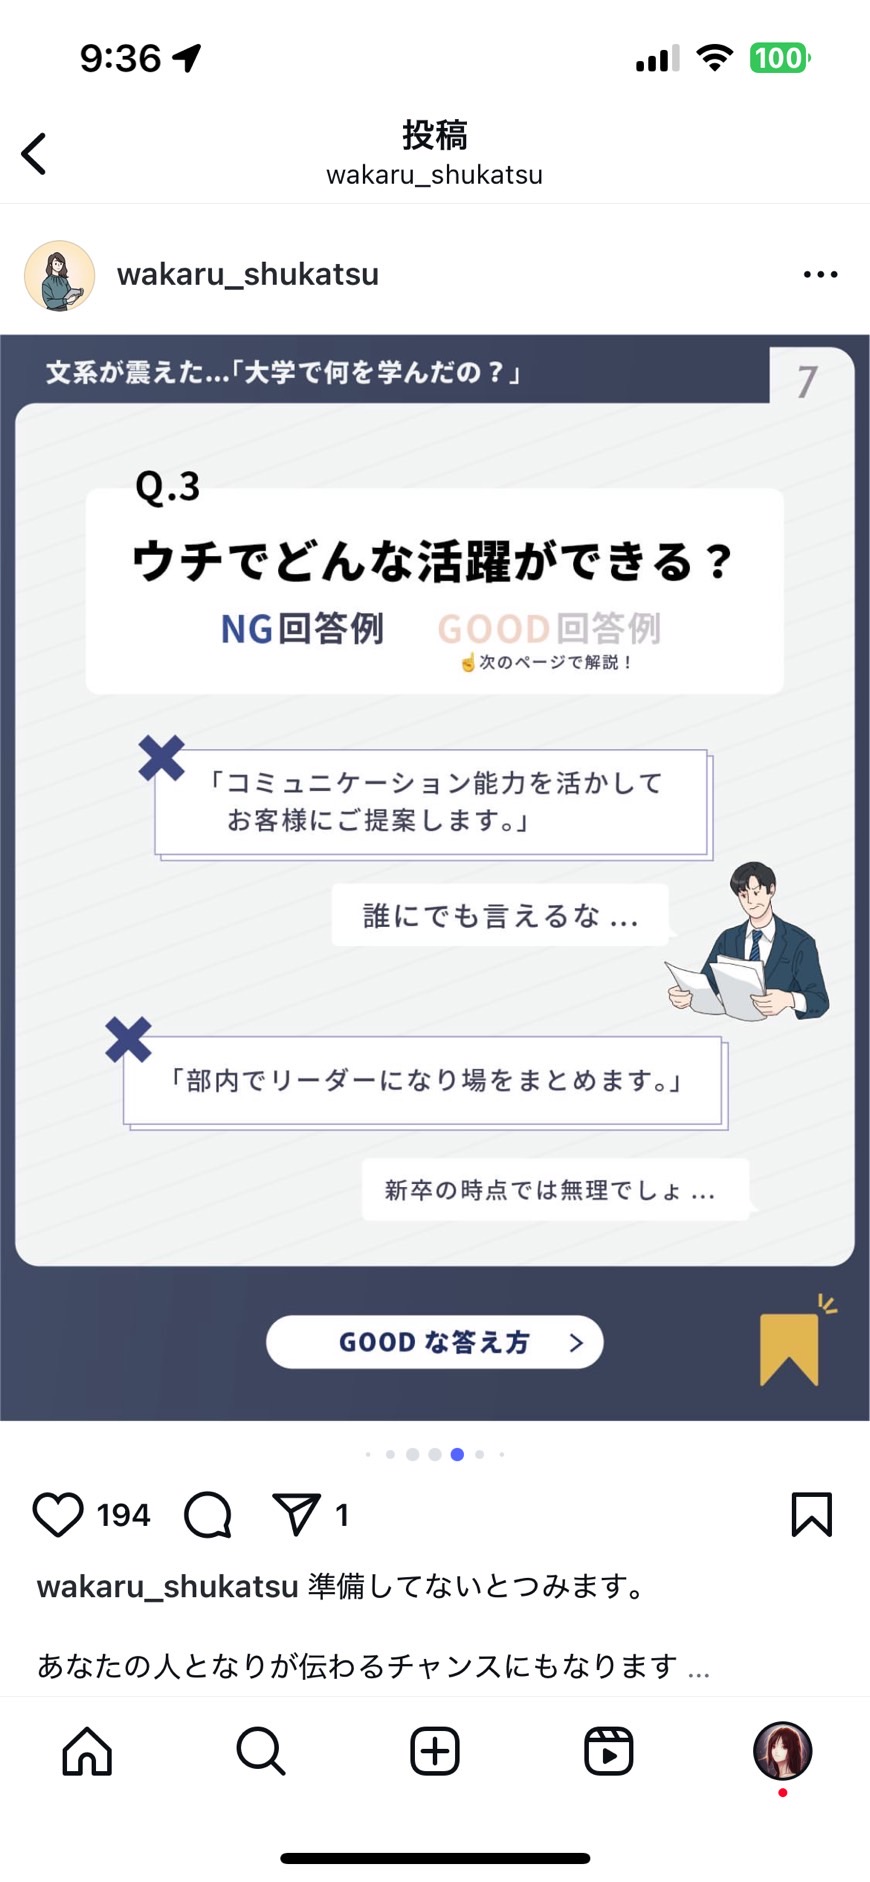 9:36
100
投稿
wakaru_shukatsu
wakaru_shukatsu
文系が震えた...「大学で何を学んだの？」
7
Q.3
ウチでどんな活躍ができる？
NG回答例 GOOD回答例
☝次のページで解説！
「コミュニケーション能力を活かして
お客様にご提案します。」
誰にでも言えるな...
「部内でリーダーになり場をまとめます。」
新卒の時点では無理でしょ...
GOODな答え方 >
194 1
wakaru_shukatsu 準備してないとつみます。
あなたの人となりが伝わるチャンスにもなります ...